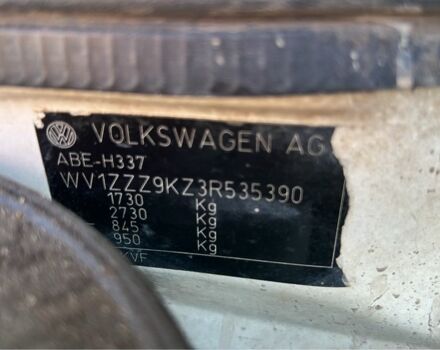 VOLKSWAGEN AG
ABE-H337
WV1ZZZ9KZ3R535390
1730 Kg
2730 Kg
845 Kg
950 Kg